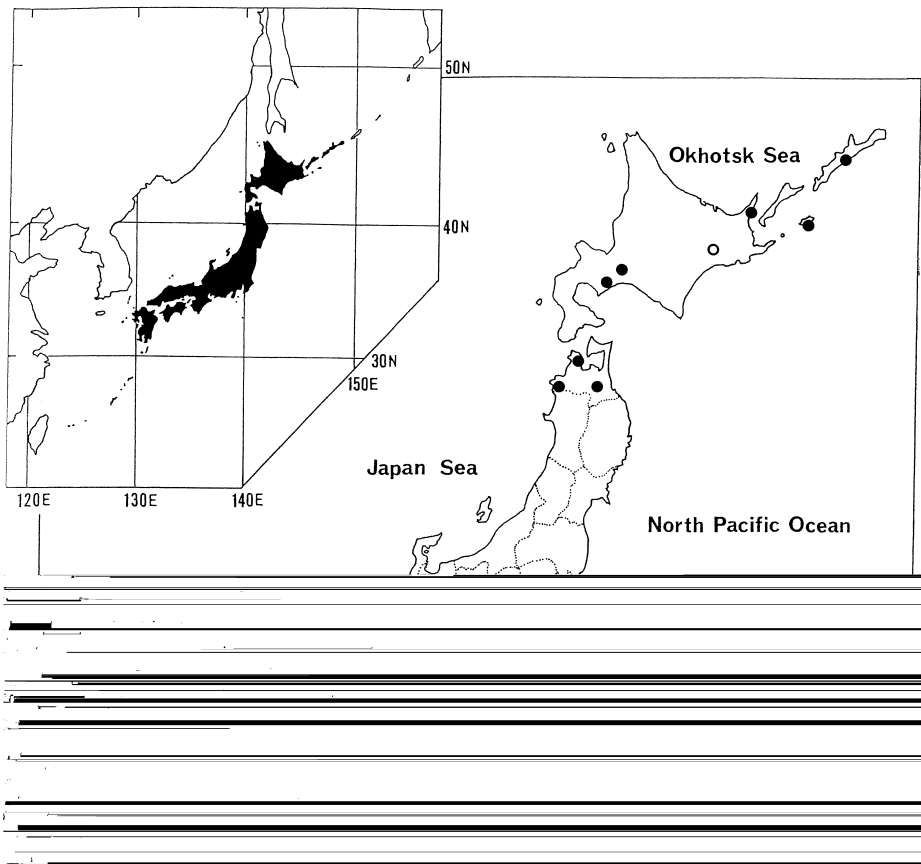 50N
Okhotsk Sea
40N
30N
150E
Japan Sea
120E 130E 140E
North Pacific Ocean